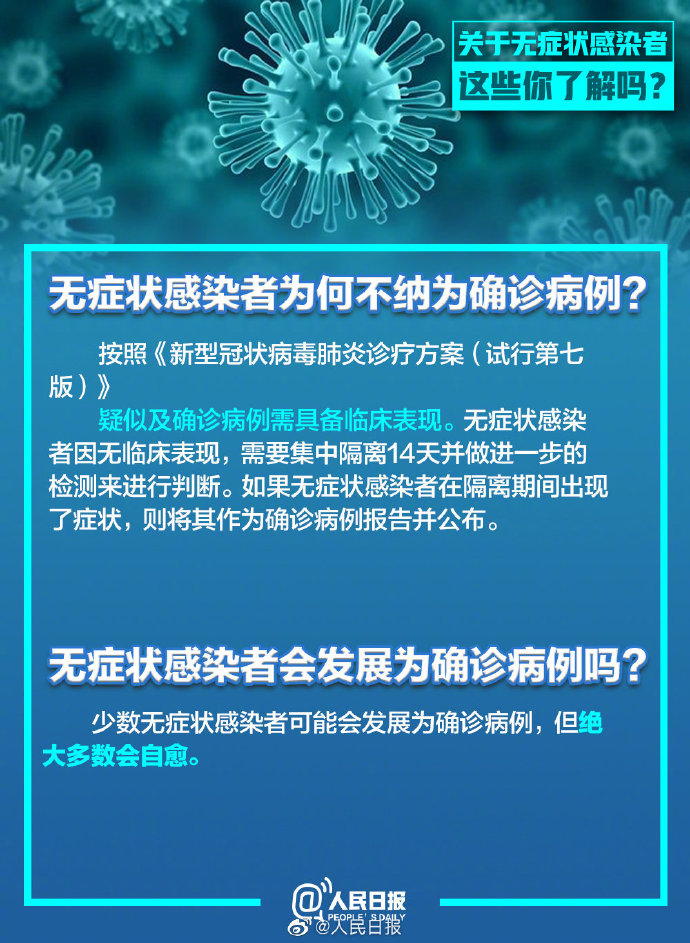 关于无症状感染者
这些你了解吗？
无症状感染者为何不纳为确诊病例？
按照《新型冠状病毒肺炎诊疗方案（试行第七
版）》
疑似及确诊病例需具备临床表现。无症状感染
者因无临床表现，需要集中隔离14天并做进一步的
检测来进行判断。如果无症状感染者在隔离期间出现
了症状，则将其作为确诊病例报告并公布。
无症状感染者会发展为确诊病例吗？
少数无症状感染者可能会发展为确诊病例，但绝
大多数会自愈。
@人民日报
PEOPLE'S DAILY
@人民日报